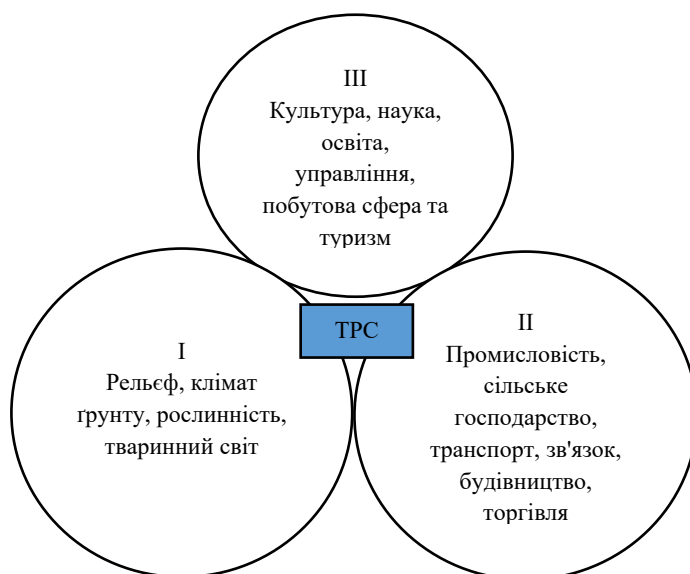 III
Культура, наука,
освіта,
управління,
побутова сфера та
туризм
ТРС
I
Рельєф, клімат
ґрунту, рослинність,
тваринний світ
II
Промисловість,
сільське
господарство,
транспорт, зв'язок,
будівництво,
торгівля